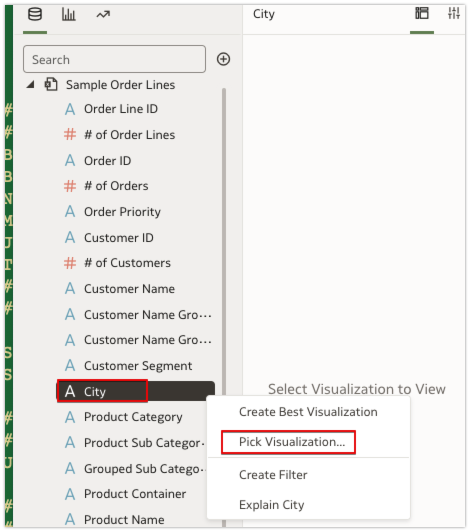 City
Search
Sample Order Lines
A Order Line ID
# # of Order Lines
A Order ID
# # of Orders
A Order Priority
A Customer ID
# # of Customers
A Customer Name
A Customer Name Gro...
A Customer Name Gro...
A Customer Segment
A City
A Product Category
A Product Sub Categor...
A Grouped Sub Catego...
A Product Container
A Product Name
Select Visualization to View
Create Best Visualization
Pick Visualization...
Create Filter
Explain City
#
#
B
B
N
M
J
T
#
#
S
S
#
#
U
#
#